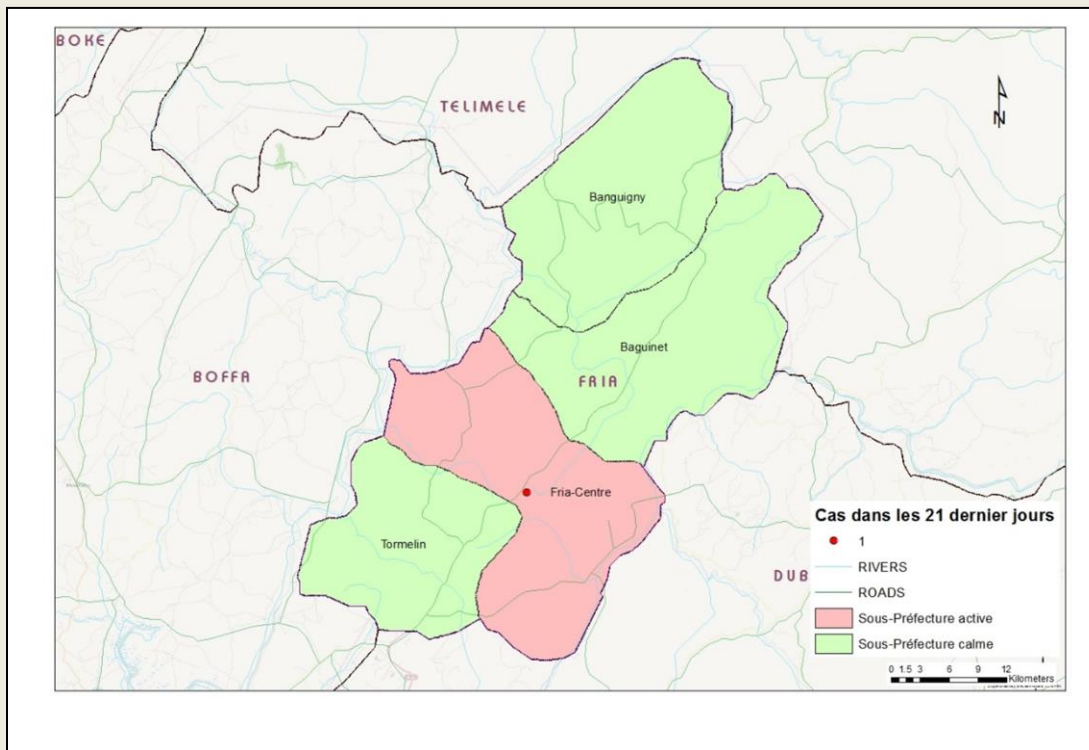 BOKE
TELIMELE
N
Banguigny
Baguinet
FRIA
BOFFA
Fria-Centre
Tormelin
DUB
Cas dans les 21 dernier jours
1
RIVERS
ROADS
Sous-Préfecture active
Sous-Préfecture calme
0 1.5 3 6 9 12
Kilometers